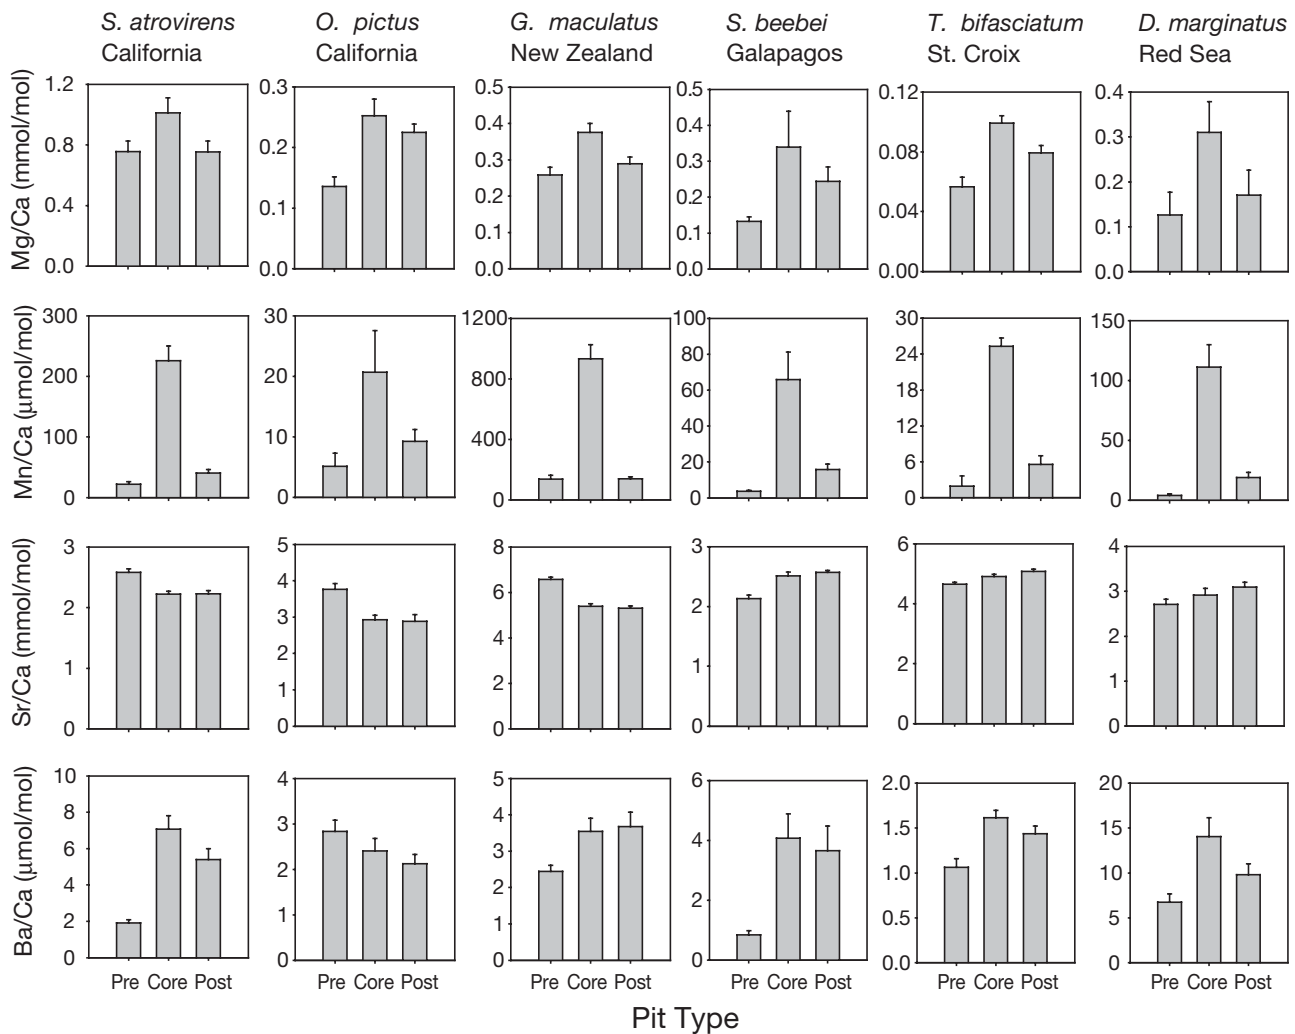 S. atrovirens O. pictus G. maculatus S. beebei T. bifasciatum D. marginatus
California California New Zealand Galapagos St. Croix Red Sea
Mg/Ca (mmol/mol)
1.2 0.3 0.5 0.5 0.12 0.4
0.8 0.2 0.4 0.4 0.08 0.3
0.4 0.1 0.3 0.3 0.04 0.2
0.0 0.0 0.2 0.2 0.00 0.1
0.1 0.1 0.0
0.0 0.0
Mn/Ca (μmol/mol)
300 30 1200 100 30 150
200 20 800 80 24 100
100 10 400 60 18 50
0 0 0 40 12 0
20 6
0 0
Sr/Ca (mmol/mol)
3 5 8 3 6 4
2 4 6 2 4 3
1 3 4 1 2 2
0 2 2 0 0 1
1 0 0
0
Ba/Ca (μmol/mol)
10 4 5 6 2.0 20
8 3 4 4 1.5 15
6 2 3 2 1.0 10
4 1 2 0 0.5 5
2 0 1 0.0 0
0 0
Pre Core Post Pre Core Post Pre Core Post Pre Core Post Pre Core Post Pre Core Post
Pit Type